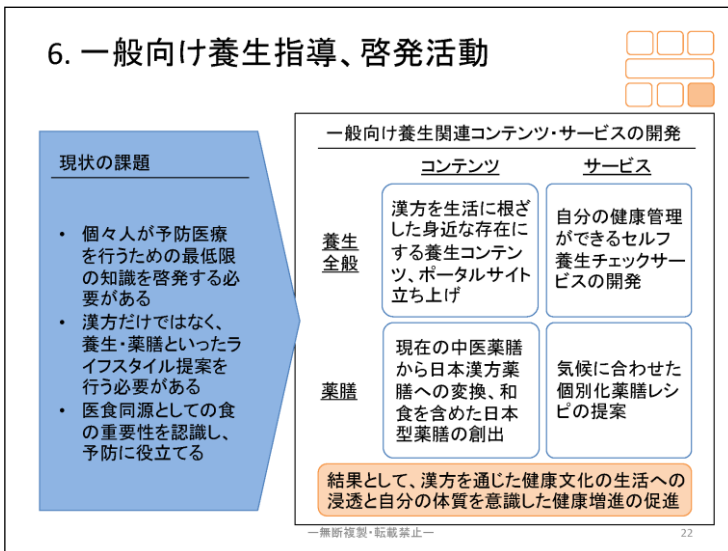 6. 一般向け養生指導、啓発活動
現状の課題
• 個々人が予防医療
を行うための最低限
の知識を啓発する必
要がある
• 漢方だけではなく、
養生・薬膳といったラ
イフスタイル提案を
行う必要がある
• 医食同源としての食
の重要性を認識し、
予防に役立てる
一般向け養生関連コンテンツ・サービスの開発
コンテンツ
サービス
養生
全般
漢方を生活に根ざ
した身近な存在に
する養生コンテン
ツ、ポータルサイト
立ち上げ
自分の健康管理
ができるセルフ
養生チェックサー
ビスの開発
薬膳
現在の中医薬膳
から日本漢方薬
膳への変換、和
食を含めた日本
型薬膳の創出
気候に合わせた
個別化薬膳レシ
ピの提案
結果として、漢方を通じた健康文化の生活への
浸透と自分の体質を意識した健康増進の促進
―無断複製・転載禁止―
22